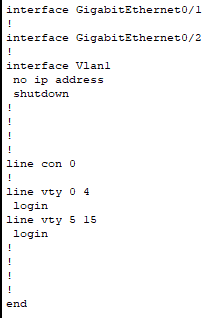 interface GigabitEthernet0/1
!
interface GigabitEthernet0/2
!
interface Vlan1
 no ip address
 shutdown
!
!
!
!
line con 0
!
line vty 0 4
 login
line vty 5 15
 login
!
!
!
!
end